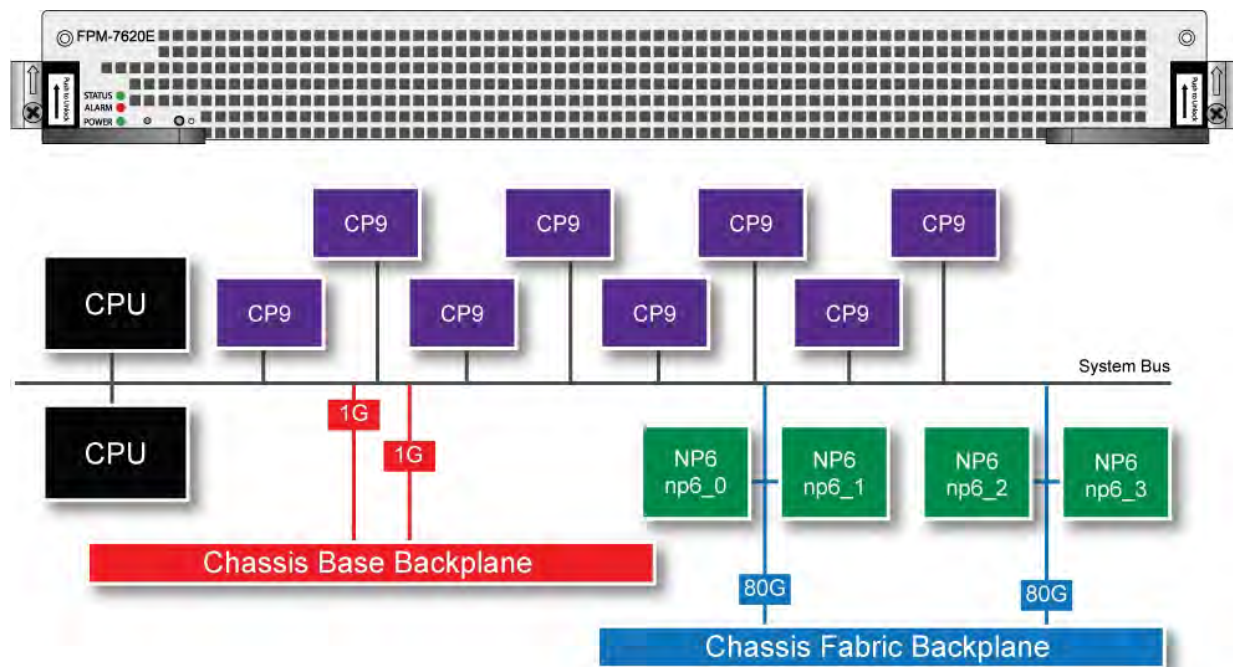 FPM-7620E
Push to Unlock
Push to Unlock
STATUS
ALARM
POWER
CP9
CP9
CP9
CP9
CPU
CP9
CP9
CP9
CP9
System Bus
CPU
1G
1G
NP6
np6_0
NP6
np6_1
NP6
np6_2
NP6
np6_3
Chassis Base Backplane
80G
80G
Chassis Fabric Backplane